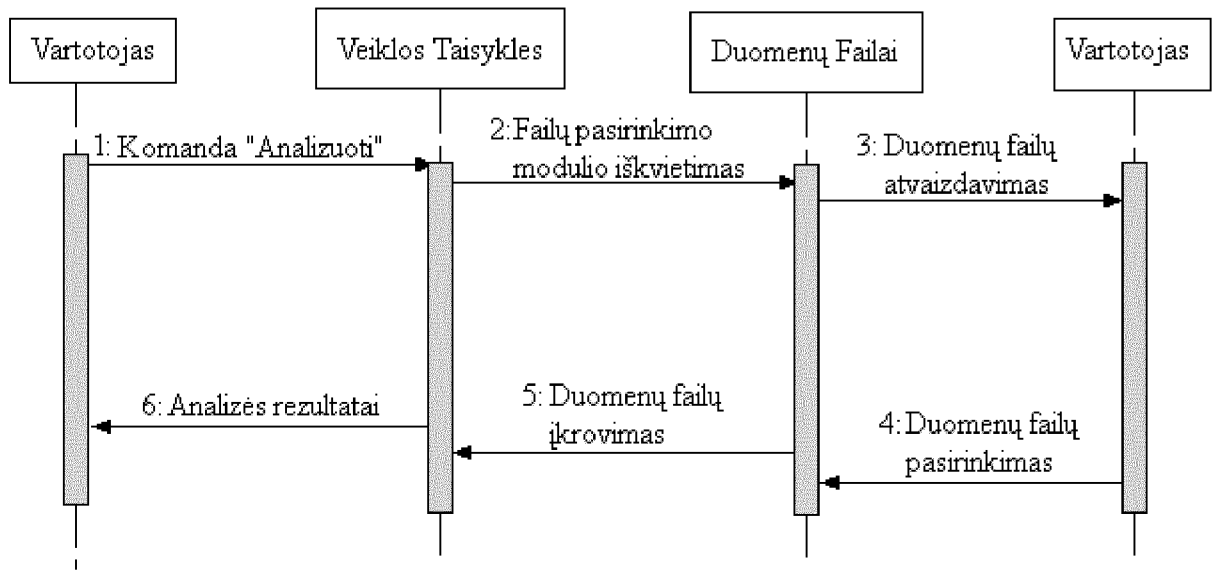 Vartotojas
Veiklos Taisykles
Duomenų Failai
Vartotojas
1: Komanda "Analizuoti"
2:Failų pasirinkimo
modulio iškvietimas
3: Duomenų failų
atvaizdavimas
6: Analizės rezultatai
5: Duomenų failų
įkrovimas
4:Duomenų failų
pasirinkimas